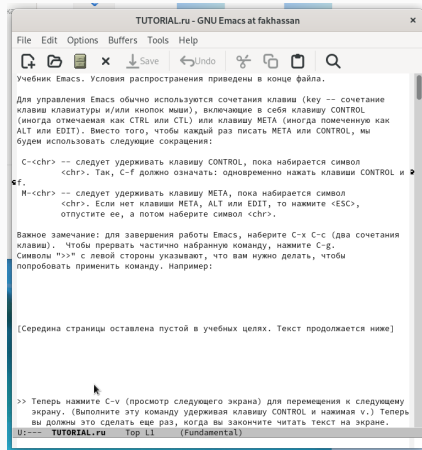 TUTORIAL.ru - GNU Emacs at fakhassan
File Edit Options Buffers Tools Help
Save Undo
Учебник Emacs. Условия распространения приведены в конце файла.
Для управления Emacs обычно используются сочетания клавиш (key -- сочетание
клавиш клавиатуры и/или кнопок мыши), включающие в себя клавишу CONTROL
(иногда отмечаемая как CTRL или CTL) или клавишу META (иногда помеченную как
ALT или EDIT). Вместо того, чтобы каждый раз писать META или CONTROL, мы
будем использовать следующие сокращения:
C-<chr> -- следует удерживать клавишу CONTROL, пока набирается символ
<chr>. Так, C-f должно означать: одновременно нажать клавиши CONTROL и
f.
M-<chr> -- следует удерживать клавишу META, пока набирается символ
<chr>. Если нет клавиши META, ALT или EDIT, то нажмите <ESC>,
отпустите ее, а потом наберите символ <chr>.
Важное замечание: для завершения работы Emacs, наберите C-x C-c (два сочетания
клавиш). Чтобы прервать частично набранную команду, нажмите C-g.
Символы ">>" с левой стороны указывают, что вам нужно делать, чтобы
попробовать применить команду. Например:
[Середина страницы оставлена пустой в учебных целях. Текст продолжается ниже]
>> Теперь нажмите C-v (просмотр следующего экрана) для перемещения к следующему
экрану. (Выполните эту команду удерживая клавишу CONTROL и нажимая v.) Теперь
вы должны это сделать еще раз, когда вы закончите читать текст на экране.
U:--- TUTORIAL.ru Top L1 (Fundamental)